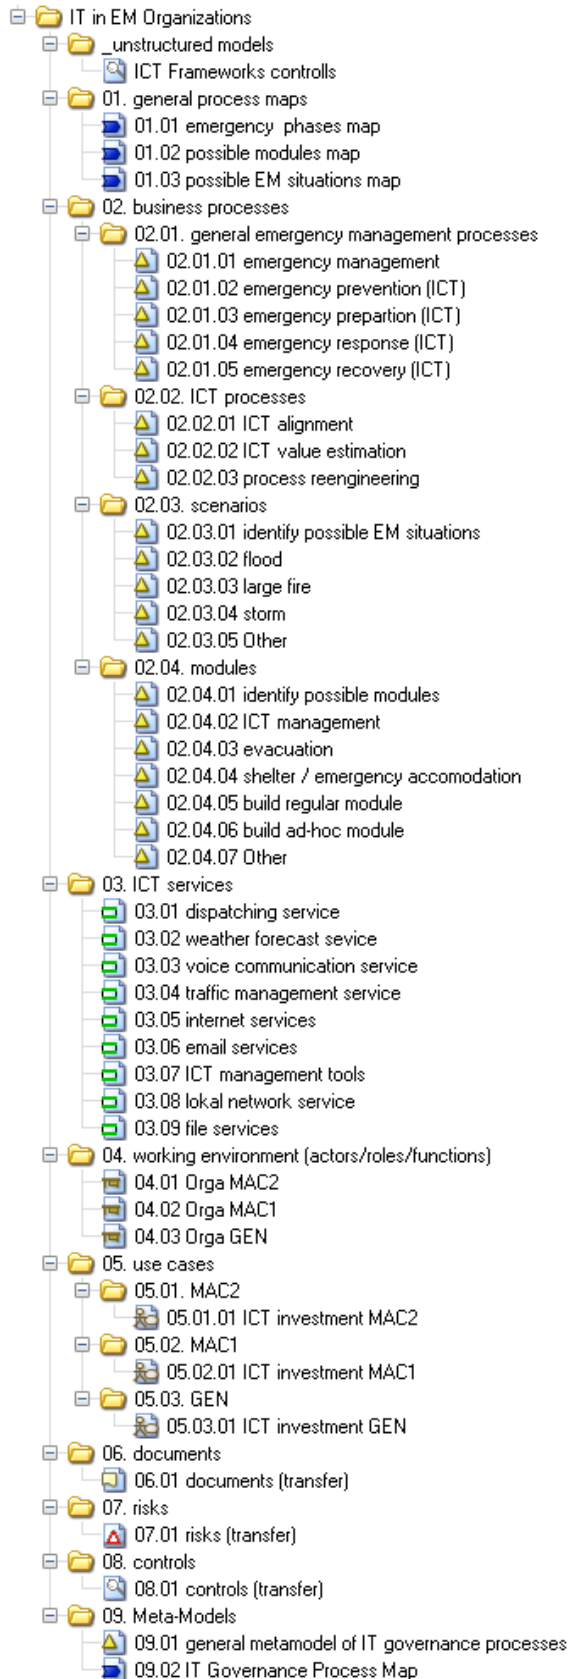 IT in EM Organizations
_unstructured models
ICT Frameworks controlls
01. general process maps
01.01 emergency  phases map
01.02 possible modules map
01.03 possible EM situations map
02. business processes
02.01. general emergency management processes
02.01.01 emergency management
02.01.02 emergency prevention (ICT)
02.01.03 emergency prepartion (ICT)
02.01.04 emergency response (ICT)
02.01.05 emergency recovery (ICT)
02.02. ICT processes
02.02.01 ICT alignment
02.02.02 ICT value estimation
02.02.03 process reengineering
02.03. scenarios
02.03.01 identify possible EM situations
02.03.02 flood
02.03.03 large fire
02.03.04 storm
02.03.05 Other
02.04. modules
02.04.01 identify possible modules
02.04.02 ICT management
02.04.03 evacuation
02.04.04 shelter / emergency accomodation
02.04.05 build regular module
02.04.06 build ad-hoc module
02.04.07 Other
03. ICT services
03.01 dispatching service
03.02 weather forecast sevice
03.03 voice communication service
03.04 traffic management service
03.05 internet services
03.06 email services
03.07 ICT management tools
03.08 lokal network service
03.09 file services
04. working environment (actors/roles/functions)
04.01 Orga MAC2
04.02 Orga MAC1
04.03 Orga GEN
05. use cases
05.01. MAC2
05.01.01 ICT investment MAC2
05.02. MAC1
05.02.01 ICT investment MAC1
05.03. GEN
05.03.01 ICT investment GEN
06. documents
06.01 documents (transfer)
07. risks
07.01 risks (transfer)
08. controls
08.01 controls (transfer)
09. Meta-Models
09.01 general metamodel of IT governance processes
09.02 IT Governance Process Map